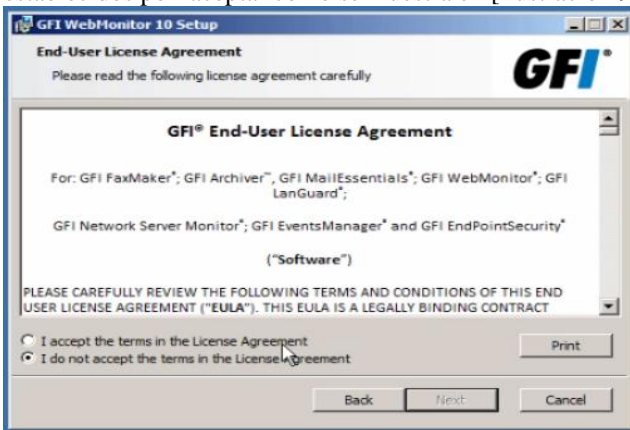 GFI WebMonitor 10 Setup
End-User License Agreement
Please read the following license agreement carefully
GFI®
GFI® End-User License Agreement
For: GFI FaxMaker®; GFI Archiver™, GFI MailEssentials®; GFI WebMonitor®; GFI
LanGuard®;
GFI Network Server Monitor®; GFI EventsManager® and GFI EndPointSecurity®
("Software")
PLEASE CAREFULLY REVIEW THE FOLLOWING TERMS AND CONDITIONS OF THIS END
USER LICENSE AGREEMENT ("EULA"). THIS EULA IS A LEGALLY BINDING CONTRACT
I accept the terms in the License Agreement
I do not accept the terms in the License Agreement
Print
Back Next Cancel